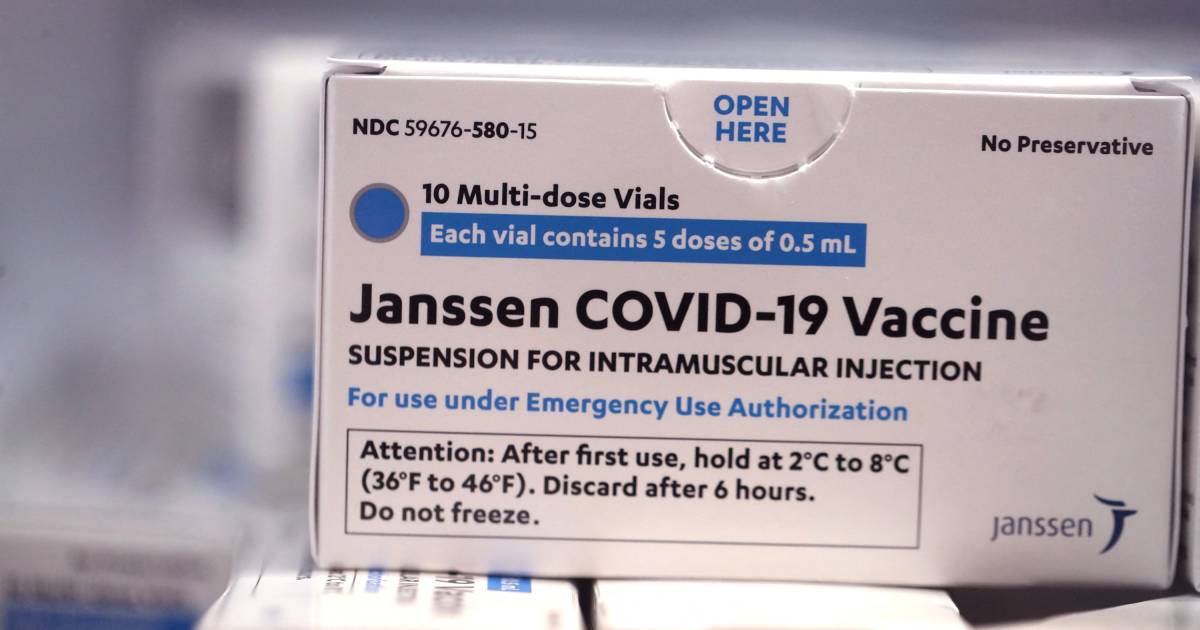 OPEN
HERE
NDC 59676-580-15
No Preservative
10 Multi-dose Vials
Each vial contains 5 doses of 0.5 mL
Janssen COVID-19 Vaccine
SUSPENSION FOR INTRAMUSCULAR INJECTION
For use under Emergency Use Authorization
Attention: After first use, hold at 2°C to 8°C
(36°F to 46°F). Discard after 6 hours.
Do not freeze.
janssen